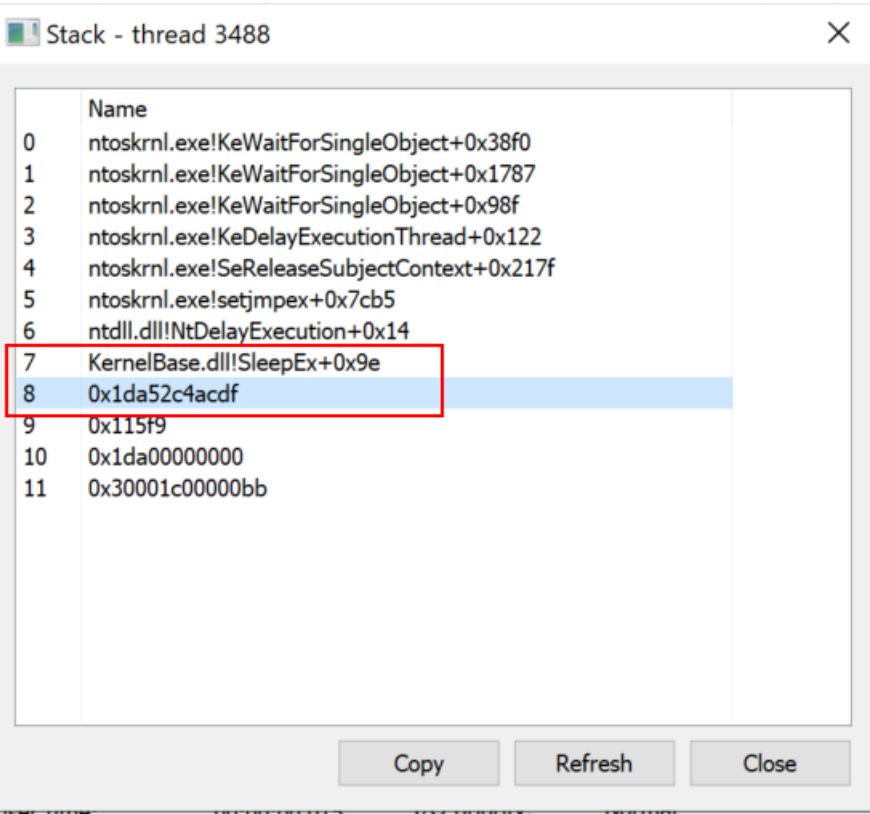 Stack - thread 3488
Name
0 ntoskrnl.exe!KeWaitForSingleObject+0x38f0
1 ntoskrnl.exe!KeWaitForSingleObject+0x1787
2 ntoskrnl.exe!KeWaitForSingleObject+0x98f
3 ntoskrnl.exe!KeDelayExecutionThread+0x122
4 ntoskrnl.exe!SeReleaseSubjectContext+0x217f
5 ntoskrnl.exe!setjmpex+0x7cb5
6 ntdll.dll!NtDelayExecution+0x14
7 KernelBase.dll!SleepEx+0x9e
8 0x1da52c4acdf
9 0x115f9
10 0x1da00000000
11 0x30001c00000bb
Copy Refresh Close